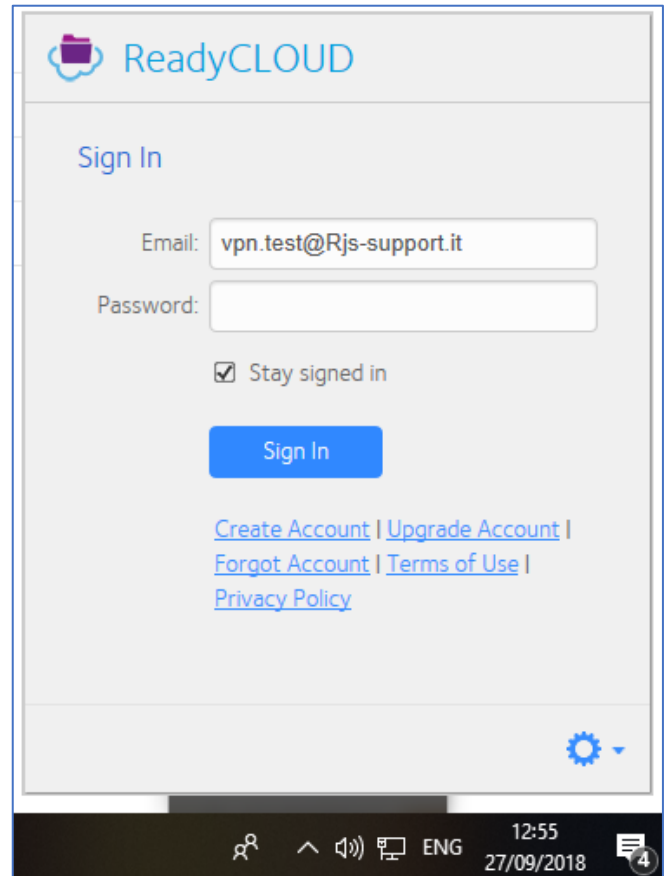 ReadyCLOUD
Sign In
Email: vpn.test@Rjs-support.it
Password:
Stay signed in
Sign In
Create Account | Upgrade Account |
Forgot Account | Terms of Use |
Privacy Policy
ENG 12:55
27/09/2018 4